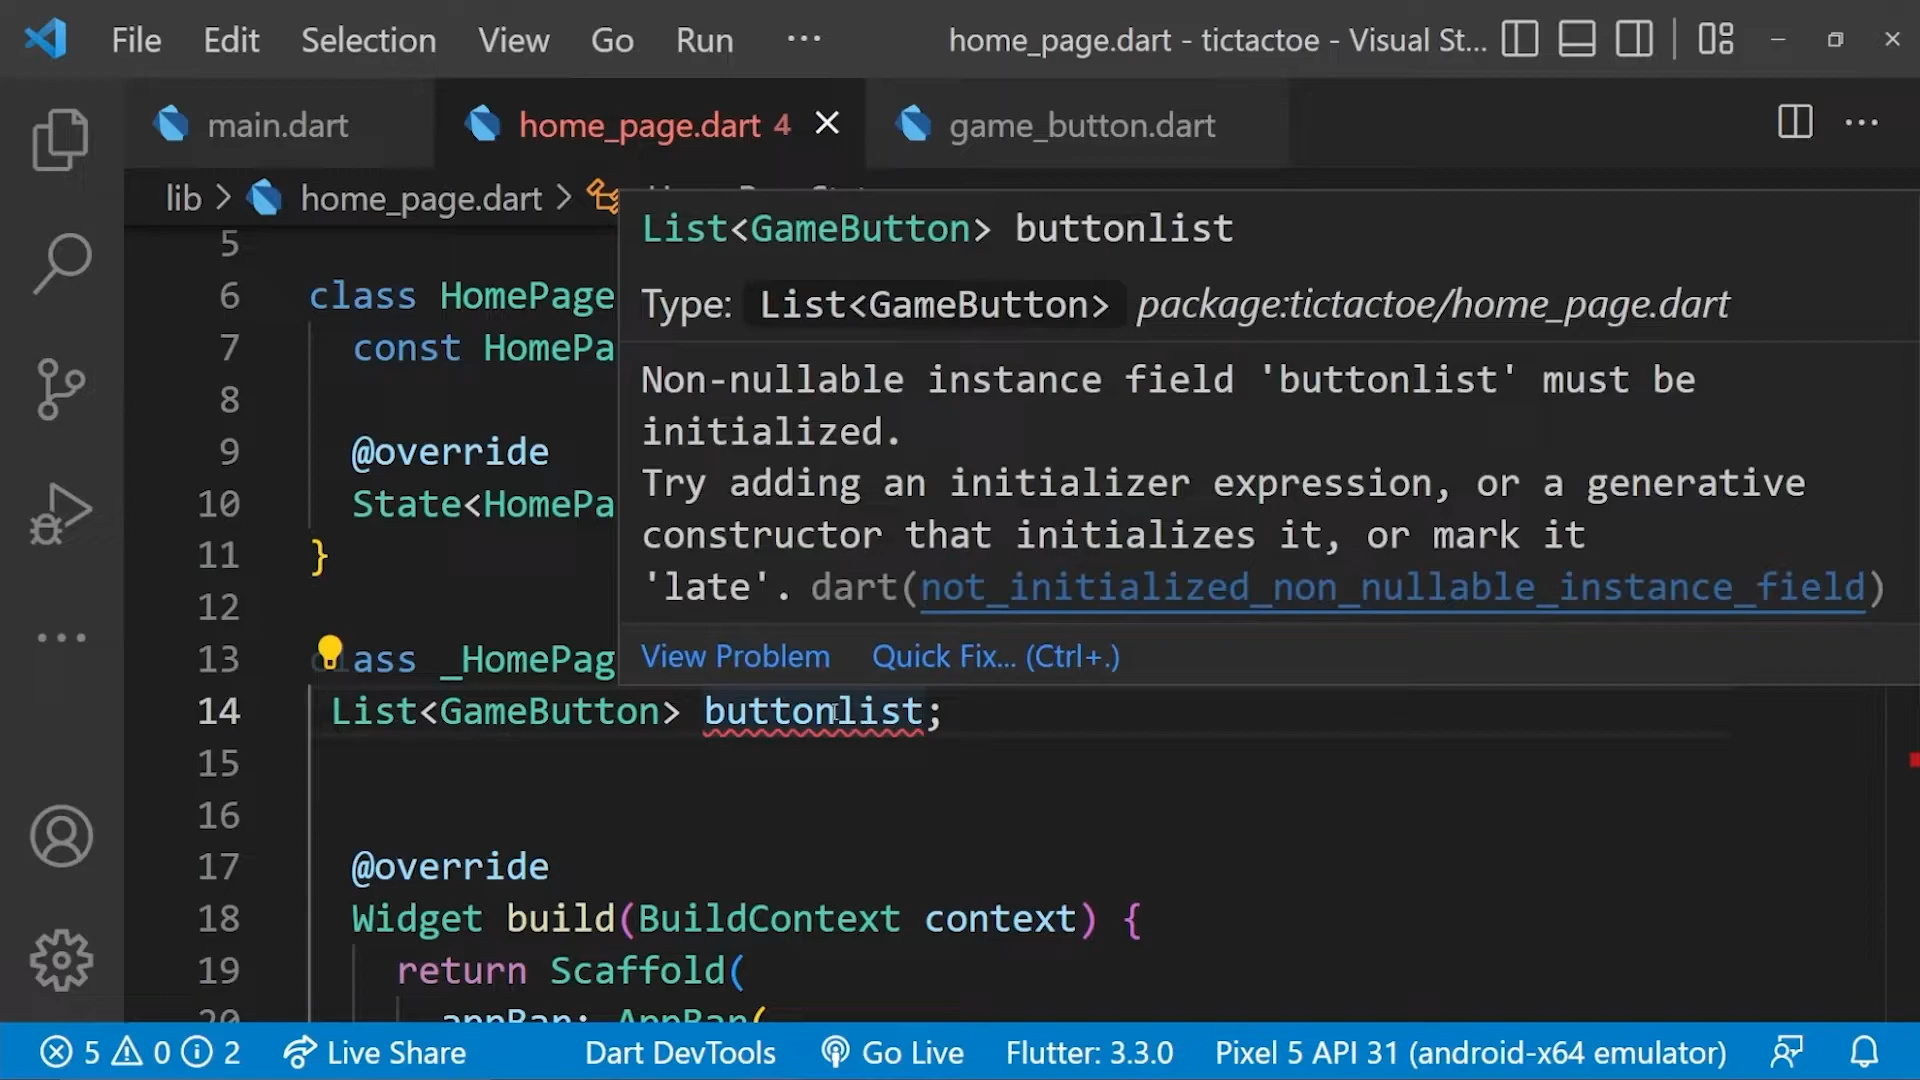 File Edit Selection View Go Run ··· home_page.dart - tictactoe - Visual St...
main.dart home_page.dart 4 game_button.dart
lib > home_page.dart >
List<GameButton> buttonlist
Type: List<GameButton> package:tictactoe/home_page.dart
Non-nullable instance field 'buttonlist' must be
initialized.
Try adding an initializer expression, or a generative
constructor that initializes it, or mark it
'late'. dart(not_initialized_non_nullable_instance_field)
View Problem Quick Fix... (Ctrl+.)
5
6 class HomePage
7 const HomePa
8
9 @override
10 State<HomePa
11 }
12
13 class _HomePag
14 List<GameButton> buttonlist;
15
16
17 @override
18 Widget build(BuildContext context) {
19 return Scaffold(
20 appBar: AppBar(
5 0 2 Live Share Dart DevTools Go Live Flutter: 3.3.0 Pixel 5 API 31 (android-x64 emulator)